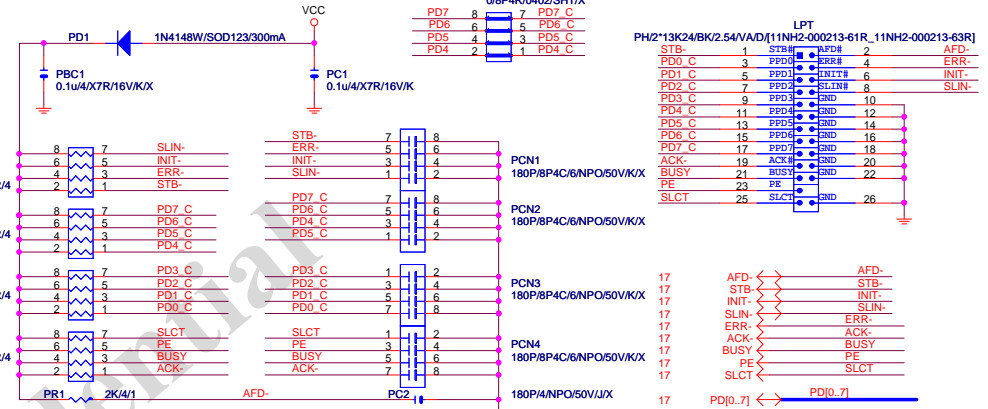 VCC
PD1
1N4148W/SOD123/300mA
PBC1
0.1u/4/X7R/16V/K/X
PC1
0.1u/4/X7R/16V/K
0/8P4R/0402/SHT/X
PD7 8 7 PD7_C
PD6 6 5 PD6_C
PD5 4 3 PD5_C
PD4 2 1 PD4_C
LPT
PH/2*13K24/BK/2.54/VA/D/[11NH2-000213-61R_11NH2-000213-63R]
STB- 1 STB# AFD# 2 AFD-
PD0_C 3 PPD0 ERR# 4 ERR-
PD1_C 5 PPD1 INIT# 6 INIT-
PD2_C 7 PPD2 SLIN# 8 SLIN-
PD3_C 9 PPD3 GND 10
PD4_C 11 PPD4 GND 12
PD5_C 13 PPD5 GND 14
PD6_C 15 PPD6 GND 16
PD7_C 17 PPD7 GND 18
ACK- 19 ACK# GND 20
BUSY 21 BUSY GND 22
PE 23 PE
SLCT 25 SLCT GND 26
8 7 SLIN-
6 5 INIT-
4 3 ERR-
2 1 STB-
8 7 PD7_C
6 5 PD6_C
4 3 PD5_C
2 1 PD4_C
8 7 PD3_C
6 5 PD2_C
4 3 PD1_C
2 1 PD0_C
8 7 SLCT
6 5 PE
4 3 BUSY
2 1 ACK-
PR1 2K/4/1 AFD- PC2
180P/4/NPO/50V/J/X
STB- 7 8
ERR- 5 6
INIT- 3 4
SLIN- 1 2
PCN1
180P/8P4C/6/NPO/50V/K/X
PD7_C 7 8
PD6_C 5 6
PD4_C 3 4
PD5_C 1 2
PCN2
180P/8P4C/6/NPO/50V/K/X
PD3_C 1 2
PD2_C 3 4
PD1_C 5 6
PD0_C 7 8
PCN3
180P/8P4C/6/NPO/50V/K/X
SLCT 1 2
PE 3 4
BUSY 5 6
ACK- 7 8
PCN4
180P/8P4C/6/NPO/50V/K/X
17 AFD- AFD-
17 STB- STB-
17 INIT- INIT-
17 SLIN- SLIN-
17 ERR- ERR-
17 ACK- ACK-
17 BUSY BUSY
17 PE PE
17 SLCT SLCT
17 PD[0..7] PD[0..7]